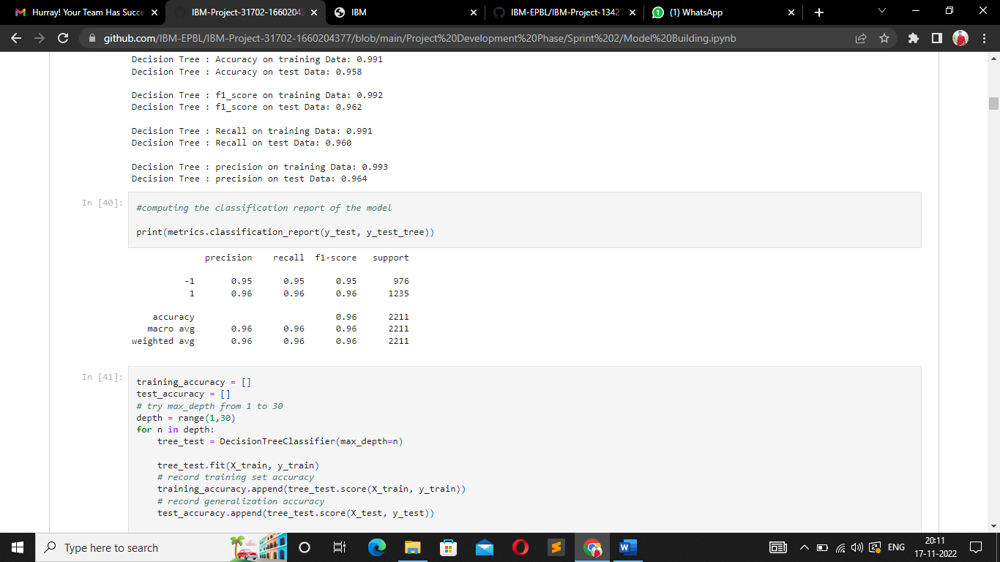 Hurray! Your Team Has Succe
IBM-Project-31702-16602043
IBM
IBM-EPBL/IBM-Project-1342
(1) WhatsApp
github.com/IBM-EPBL/IBM-Project-31702-1660204377/blob/main/Project%20Development%20Phase/Sprint%202/Model%20Building.ipynb
Decision Tree : Accuracy on training Data: 0.991
Decision Tree : Accuracy on test Data: 0.958
Decision Tree : f1_score on training Data: 0.992
Decision Tree : f1_score on test Data: 0.962
Decision Tree : Recall on training Data: 0.991
Decision Tree : Recall on test Data: 0.960
Decision Tree : precision on training Data: 0.993
Decision Tree : precision on test Data: 0.964
In [40]:
#computing the classification report of the model
print(metrics.classification_report(y_test, y_test_tree))
precision recall f1-score support
-1 0.95 0.95 0.95 976
1 0.96 0.96 0.96 1235
accuracy 0.96 2211
macro avg 0.96 0.96 0.96 2211
weighted avg 0.96 0.96 0.96 2211
In [41]:
training_accuracy = []
test_accuracy = []
# try max_depth from 1 to 30
depth = range(1,30)
for n in depth:
tree_test = DecisionTreeClassifier(max_depth=n)
tree_test.fit(X_train, y_train)
# record training set accuracy
training_accuracy.append(tree_test.score(X_train, y_train))
# record generalization accuracy
test_accuracy.append(tree_test.score(X_test, y_test))
Type here to search
ENG
20:11
17-11-2022